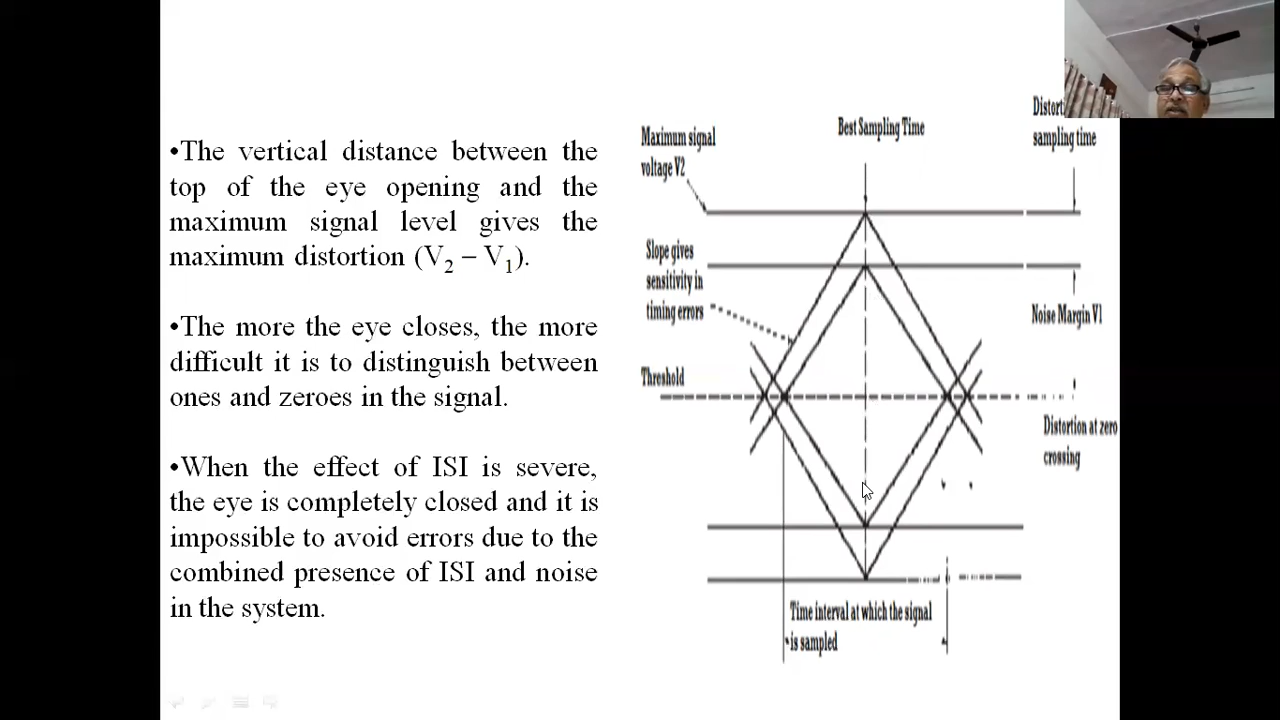 •The vertical distance between the
top of the eye opening and the
maximum signal level gives the
maximum distortion (V₂ – V₁).
•The more the eye closes, the more
difficult it is to distinguish between
ones and zeroes in the signal.
•When the effect of ISI is severe,
the eye is completely closed and it is
impossible to avoid errors due to the
combined presence of ISI and noise
in the system.
Maximum signal
voltage V2
Best Sampling Time
sampling time
Slope gives
sensitivity in
timing errors
Noise Margin V1
Threshold
Distortion at zero
crossing
Time interval at which the signal
is sampled